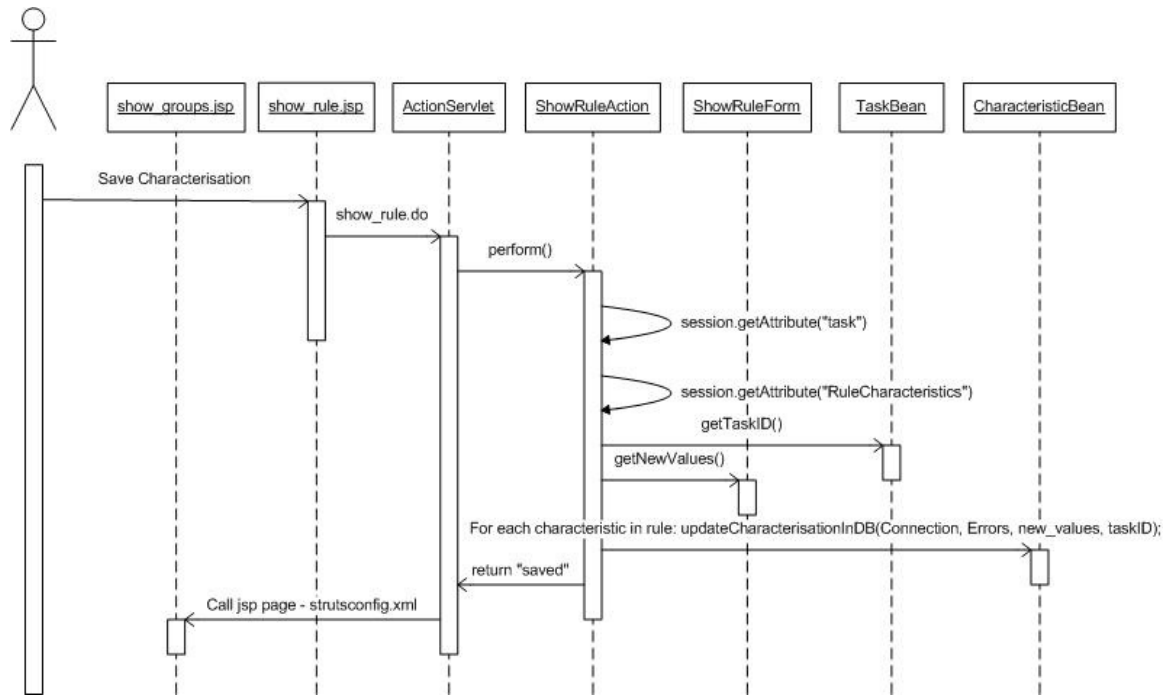 show_groups.jsp
show_rule.jsp
ActionServlet
ShowRuleAction
ShowRuleForm
TaskBean
CharacteristicBean
Save Characterisation
show_rule.do
perform()
session.getAttribute("task")
session.getAttribute("RuleCharacteristics")
getTaskID()
getNewValues()
For each characteristic in rule: updateCharacterisationInDB(Connection, Errors, new_values, taskID);
return "saved"
Call jsp page - strutsconfig.xml